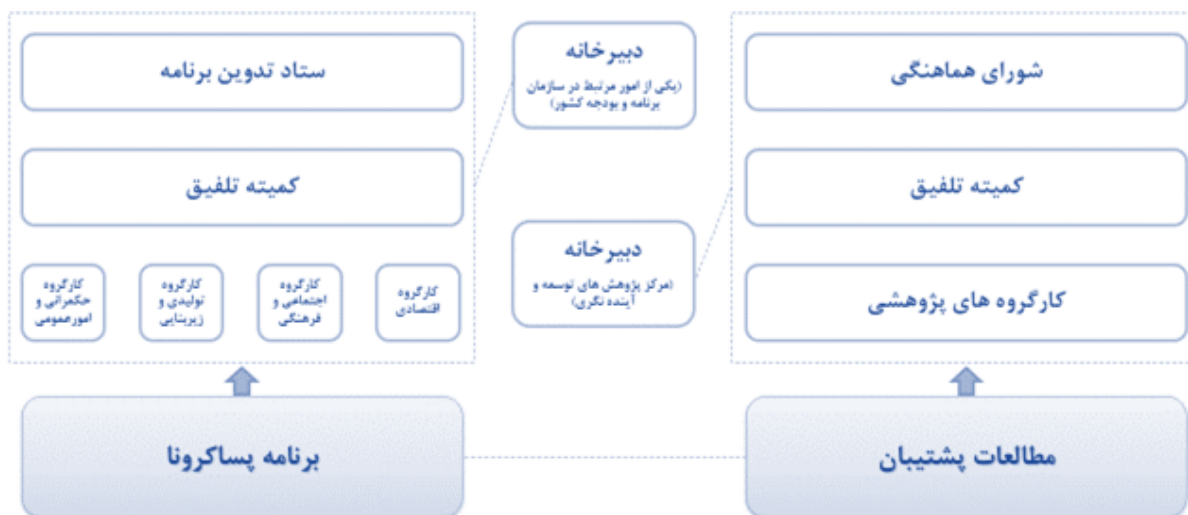 شورای هماهنگی
کمیته تلفیق
کارگروه های پژوهشی
مطالعات پشتیبان
دبیرخانه
(یکی از امور مرتبط در سازمان
برنامه و بودجه کشور)
دبیرخانه
(مرکز پژوهش های توسعه و
آینده نگری)
ستاد تدوین برنامه
کمیته تلفیق
کارگروه
اقتصادی
کارگروه
اجتماعی و
فرهنگی
کارگروه
تولیدی و
زیربنایی
کارگروه
حکمرانی و
امورعمومی
برنامه پساکرونا